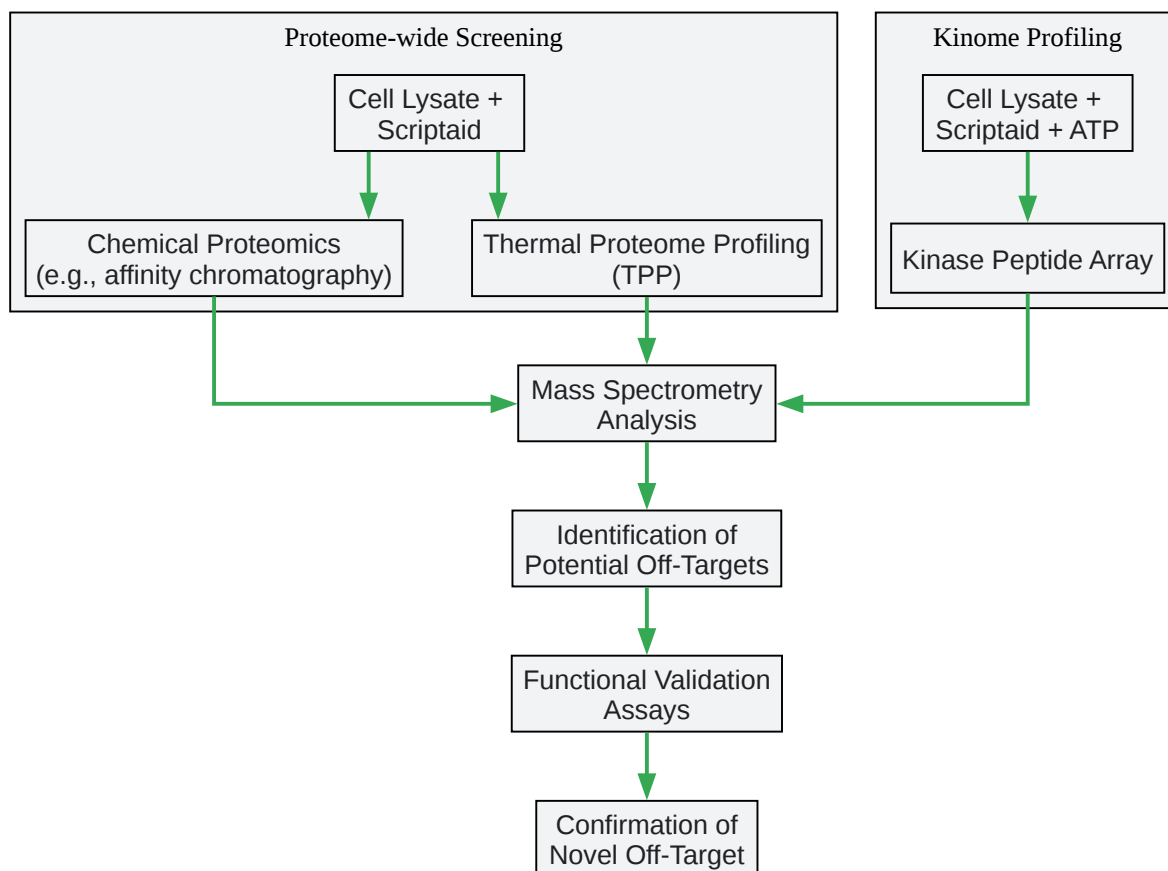 Proteome-wide Screening
Kinome Profiling
Cell Lysate +
Scriptaid
Cell Lysate +
Scriptaid + ATP
Chemical Proteomics
(e.g., affinity chromatography)
Thermal Proteome Profiling
(TPP)
Kinase Peptide Array
Mass Spectrometry
Analysis
Identification of
Potential Off-Targets
Functional Validation
Assays
Confirmation of
Novel Off-Target